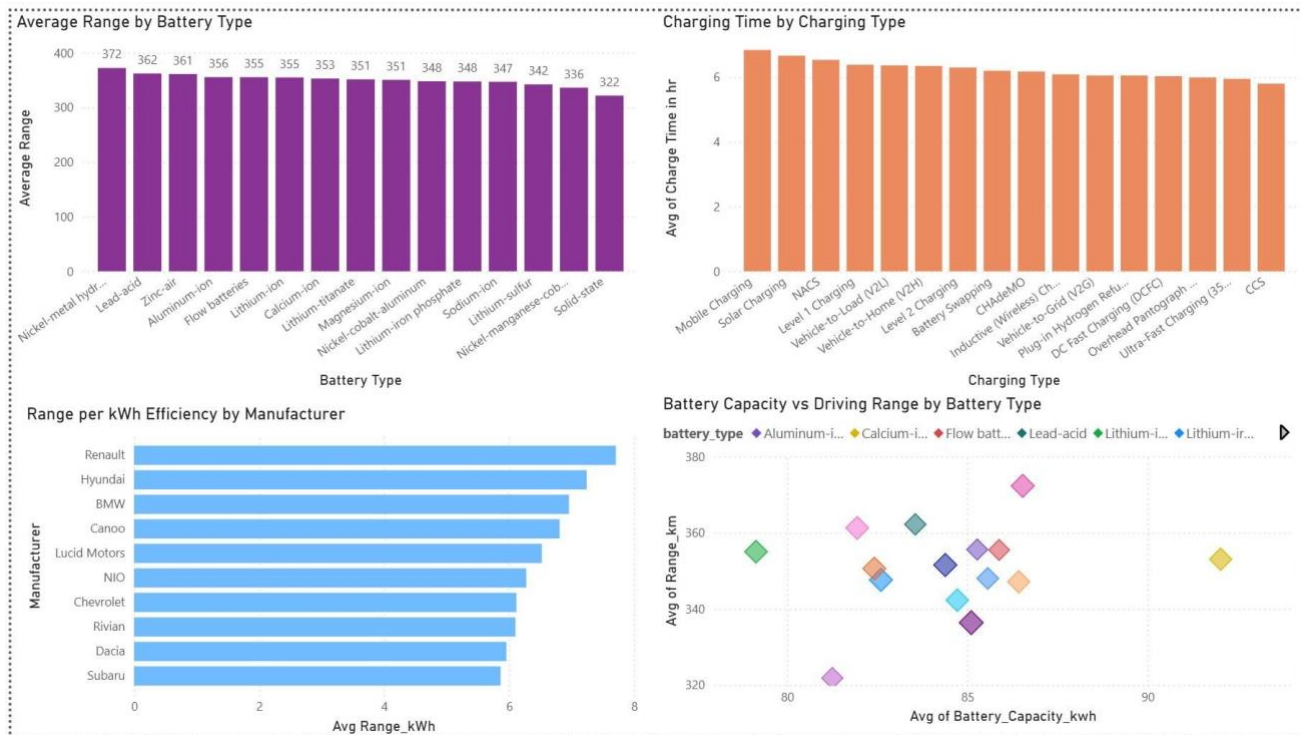 Average Range by Battery Type
Average Range
400
300
200
100
0
372
362
361
356
355
355
353
351
351
348
348
347
342
336
322
Nickel-metal hydr...
Lead-acid
Zinc-air
Aluminum-ion
Flow batteries
Lithium-ion
Calcium-ion
Lithium-titanate
Magnesium-ion
Nickel-cobalt-aluminum
Lithium-iron phosphate
Sodium-ion
Lithium-sulfur
Nickel-manganese-cob...
Solid-state
Battery Type
Charging Time by Charging Type
Avg of Charge Time in hr
6
4
2
0
Mobile Charging
Solar Charging
NACS
Level 1 Charging
Vehicle-to-Load (V2L)
Vehicle-to-Home (V2H)
Level 2 Charging
Battery Swapping
CHAdeMO
Inductive (Wireless) Ch...
Vehicle-to-Grid (V2G)
Plug-in Hydrogen Refu...
DC Fast Charging (DCFC)
Overhead Pantograph ...
Ultra-Fast Charging (35...
CCS
Charging Type
Range per kWh Efficiency by Manufacturer
Manufacturer
Renault
Hyundai
BMW
Canoo
Lucid Motors
NIO
Chevrolet
Rivian
Dacia
Subaru
0 2 4 6 8
Avg Range_kWh
Battery Capacity vs Driving Range by Battery Type
battery_type Aluminum-i... Calcium-i... Flow batt... Lead-acid Lithium-i... Lithium-ir...
Avg of Range_km
380
360
340
320
80 85 90
Avg of Battery_Capacity_kwh